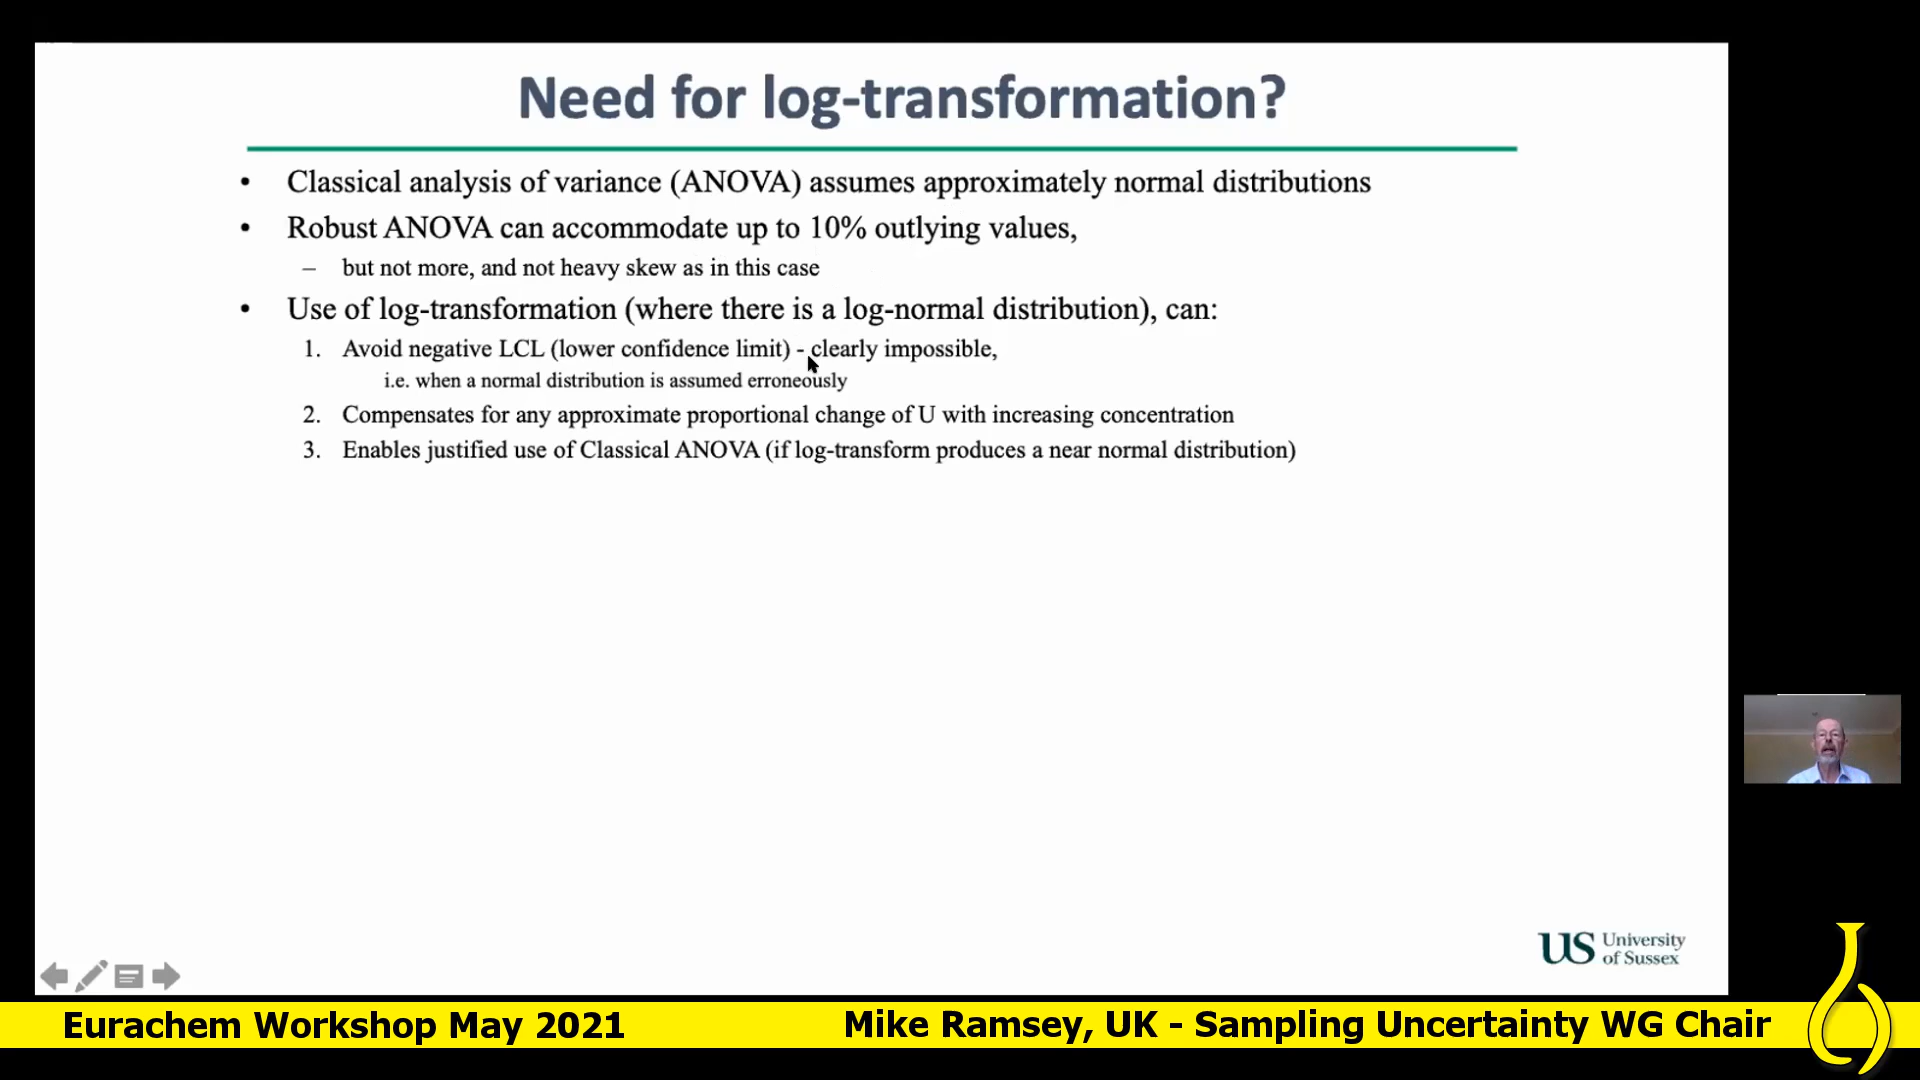 Need for log-transformation?
• Classical analysis of variance (ANOVA) assumes approximately normal distributions
• Robust ANOVA can accommodate up to 10% outlying values,
– but not more, and not heavy skew as in this case
• Use of log-transformation (where there is a log-normal distribution), can:
1. Avoid negative LCL (lower confidence limit) - clearly impossible,
i.e. when a normal distribution is assumed erroneously
2. Compensates for any approximate proportional change of U with increasing concentration
3. Enables justified use of Classical ANOVA (if log-transform produces a near normal distribution)
US University
of Sussex
Eurachem Workshop May 2021
Mike Ramsey, UK - Sampling Uncertainty WG Chair